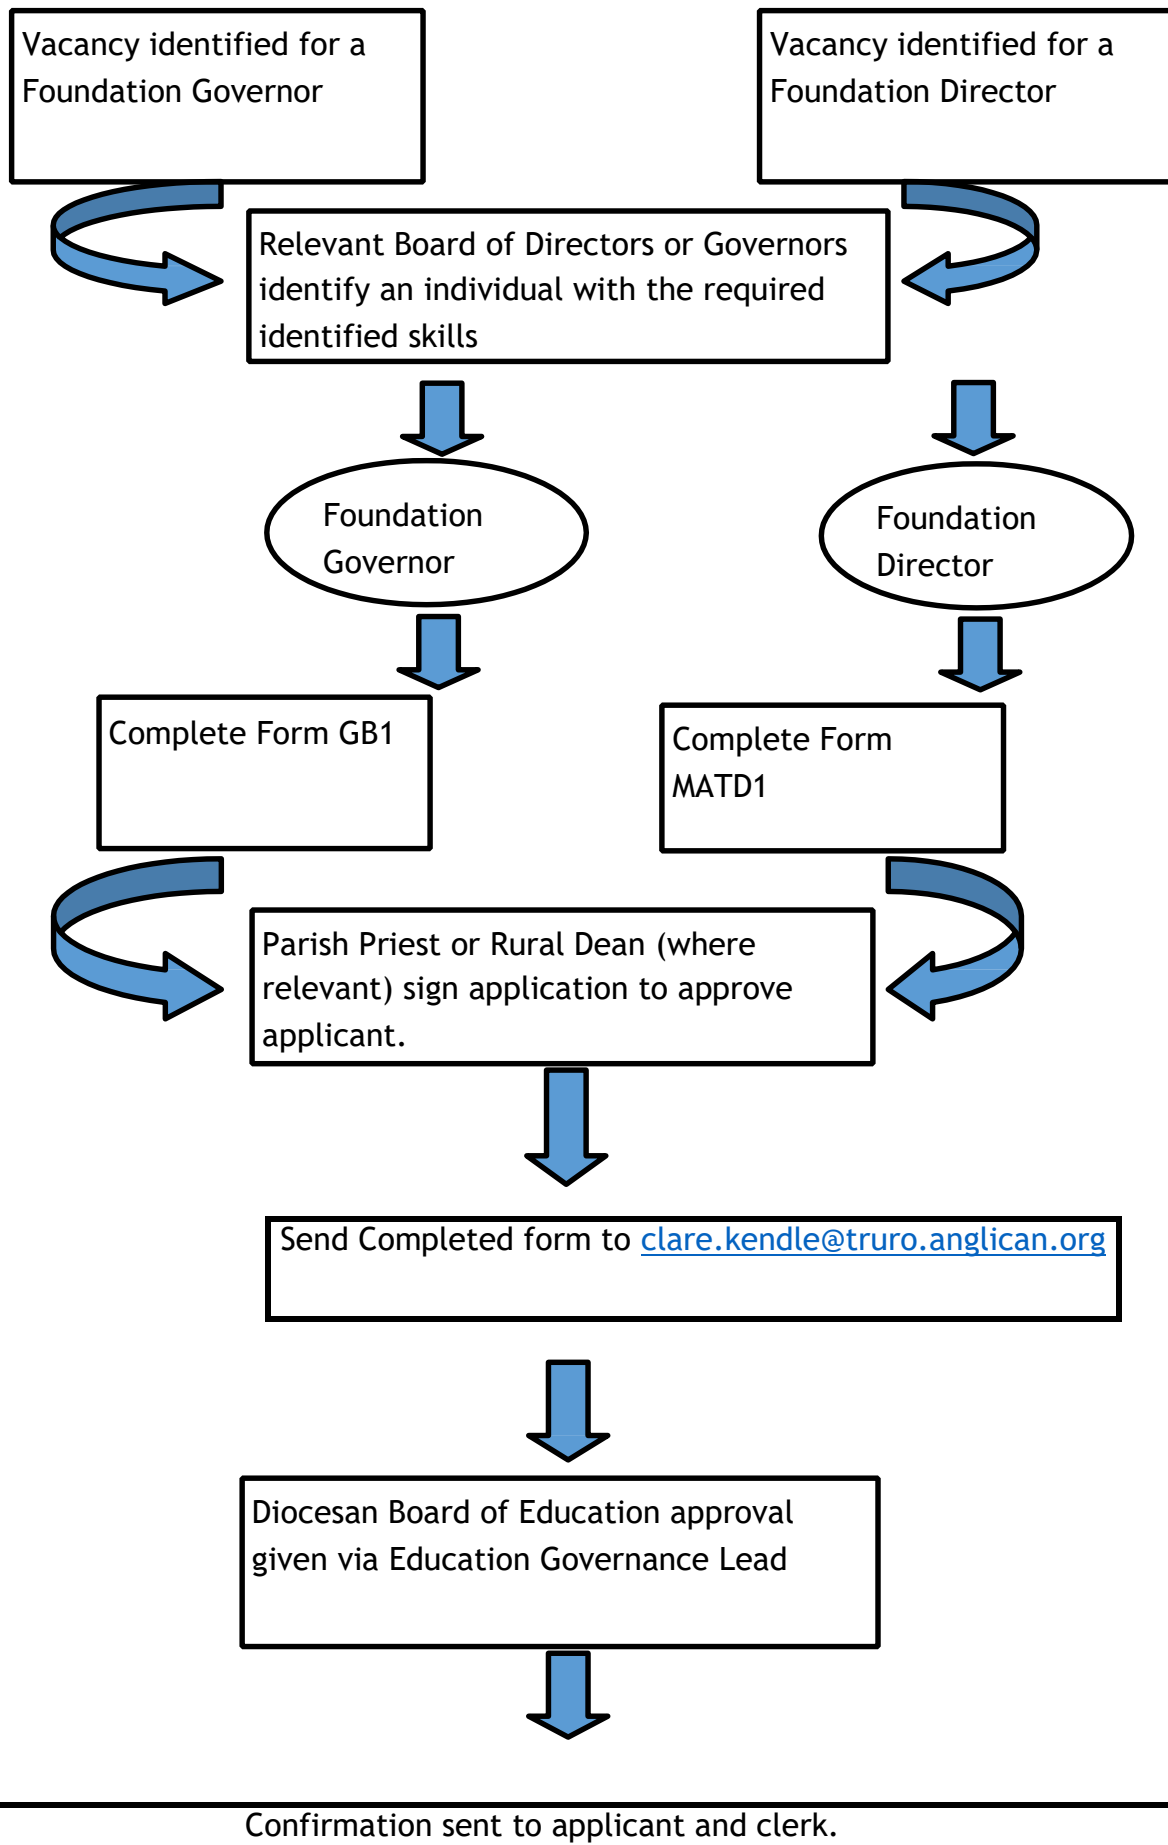 Vacancy identified for a
Foundation Governor
Vacancy identified for a
Foundation Director
Relevant Board of Directors or Governors
identify an individual with the required
identified skills
Foundation
Governor
Foundation
Director
Complete Form GB1
Complete Form
MATD1
Parish Priest or Rural Dean (where
relevant) sign application to approve
applicant.
Send Completed form to clare.kendle@truro.anglican.org
Diocesan Board of Education approval
given via Education Governance Lead
Confirmation sent to applicant and clerk.